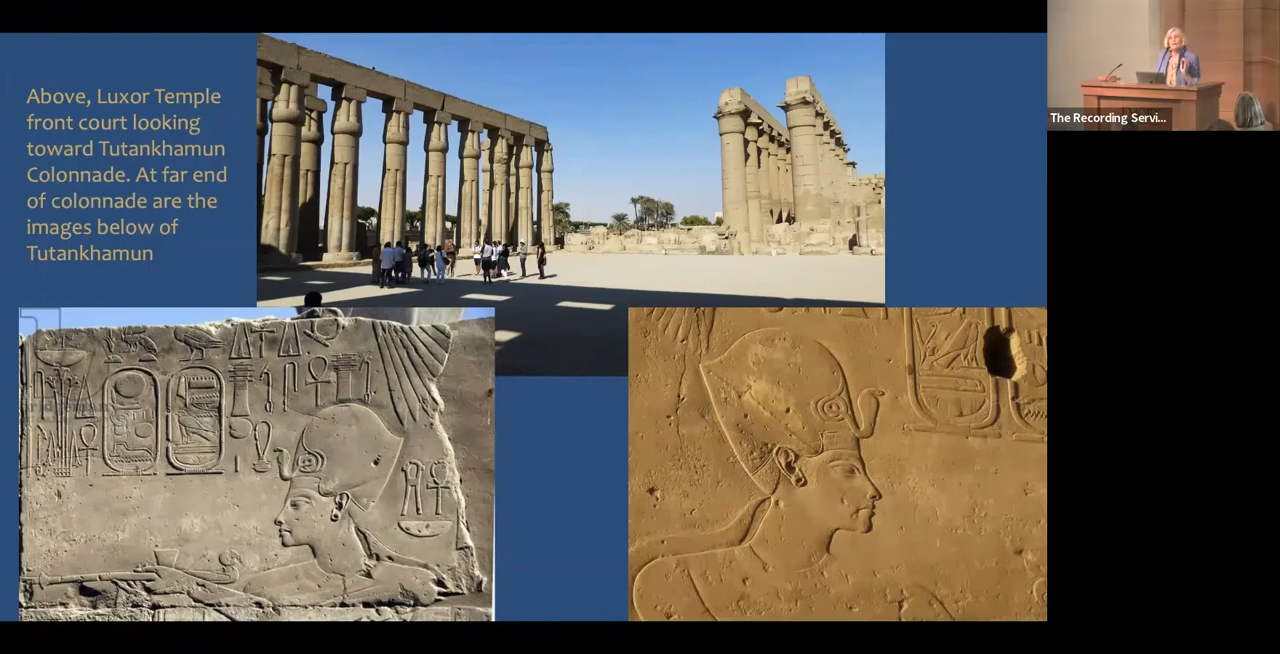 Above, Luxor Temple
front court looking
toward Tutankhamun
Colonnade. At far end
of colonnade are the
images below of
Tutankhamun
The Recording Servi...